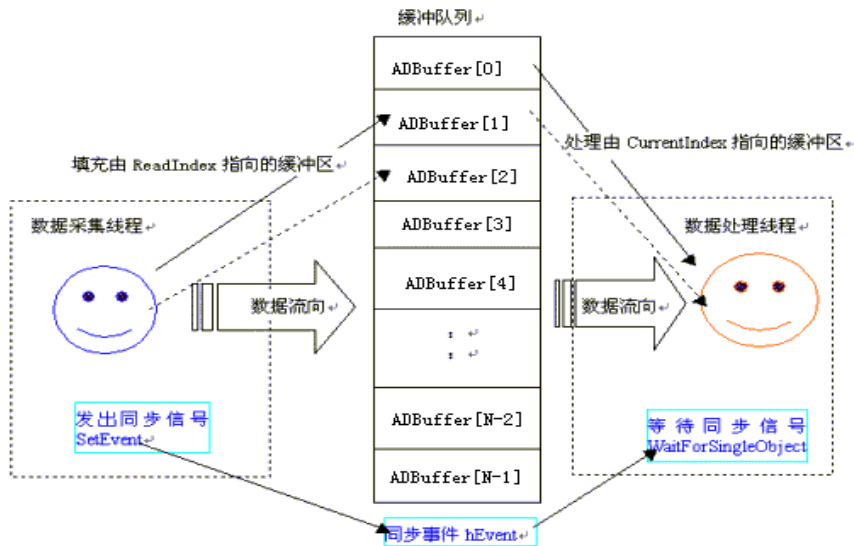 缓冲队列
ADBuffer[0]
ADBuffer[1]
填充由 ReadIndex 指向的缓冲区
处理由 CurrentIndex 指向的缓冲区
ADBuffer[2]
数据采集线程
ADBuffer[3]
数据处理线程
ADBuffer[4]
数据流向
数据流向
:
:
发出同步信号
SetEvent
ADBuffer[N-2]
等待同步信号
WaitForSingleObject
ADBuffer[N-1]
同步事件 hEvent